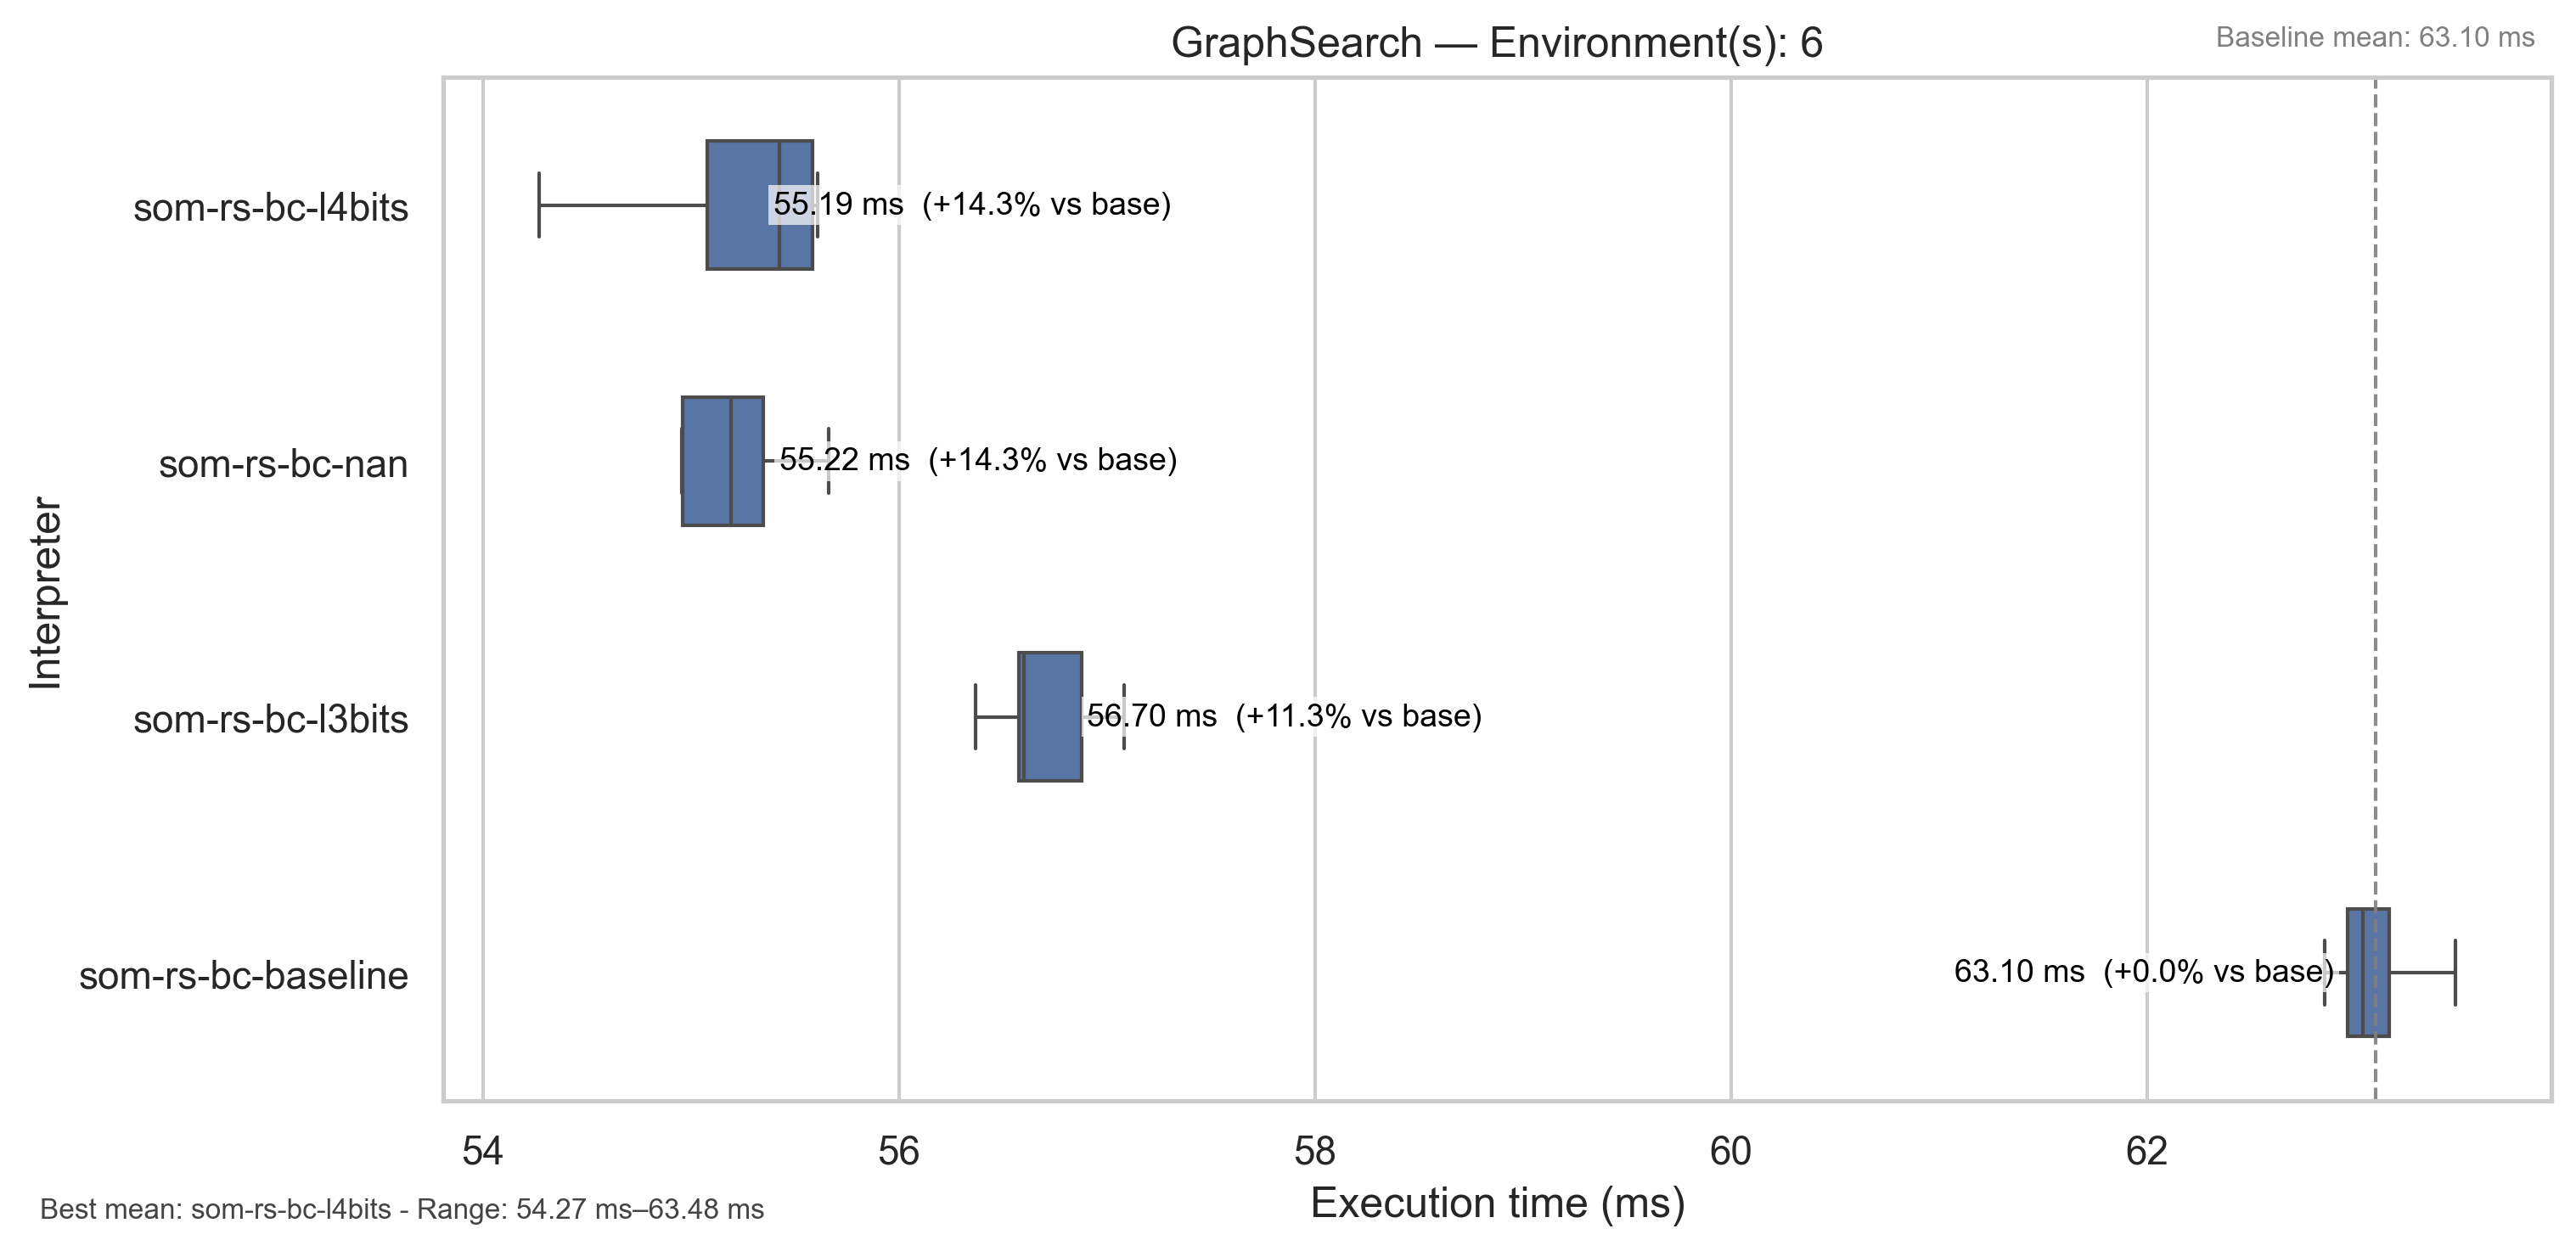 GraphSearch — Environment(s): 6
Baseline mean: 63.10 ms
Interpreter
som-rs-bc-l4bits
55.19 ms  (+14.3% vs base)
som-rs-bc-nan
55.22 ms  (+14.3% vs base)
som-rs-bc-l3bits
56.70 ms  (+11.3% vs base)
som-rs-bc-baseline
63.10 ms  (+0.0% vs base)
54 56 58 60 62
Execution time (ms)
Best mean: som-rs-bc-l4bits - Range: 54.27 ms–63.48 ms